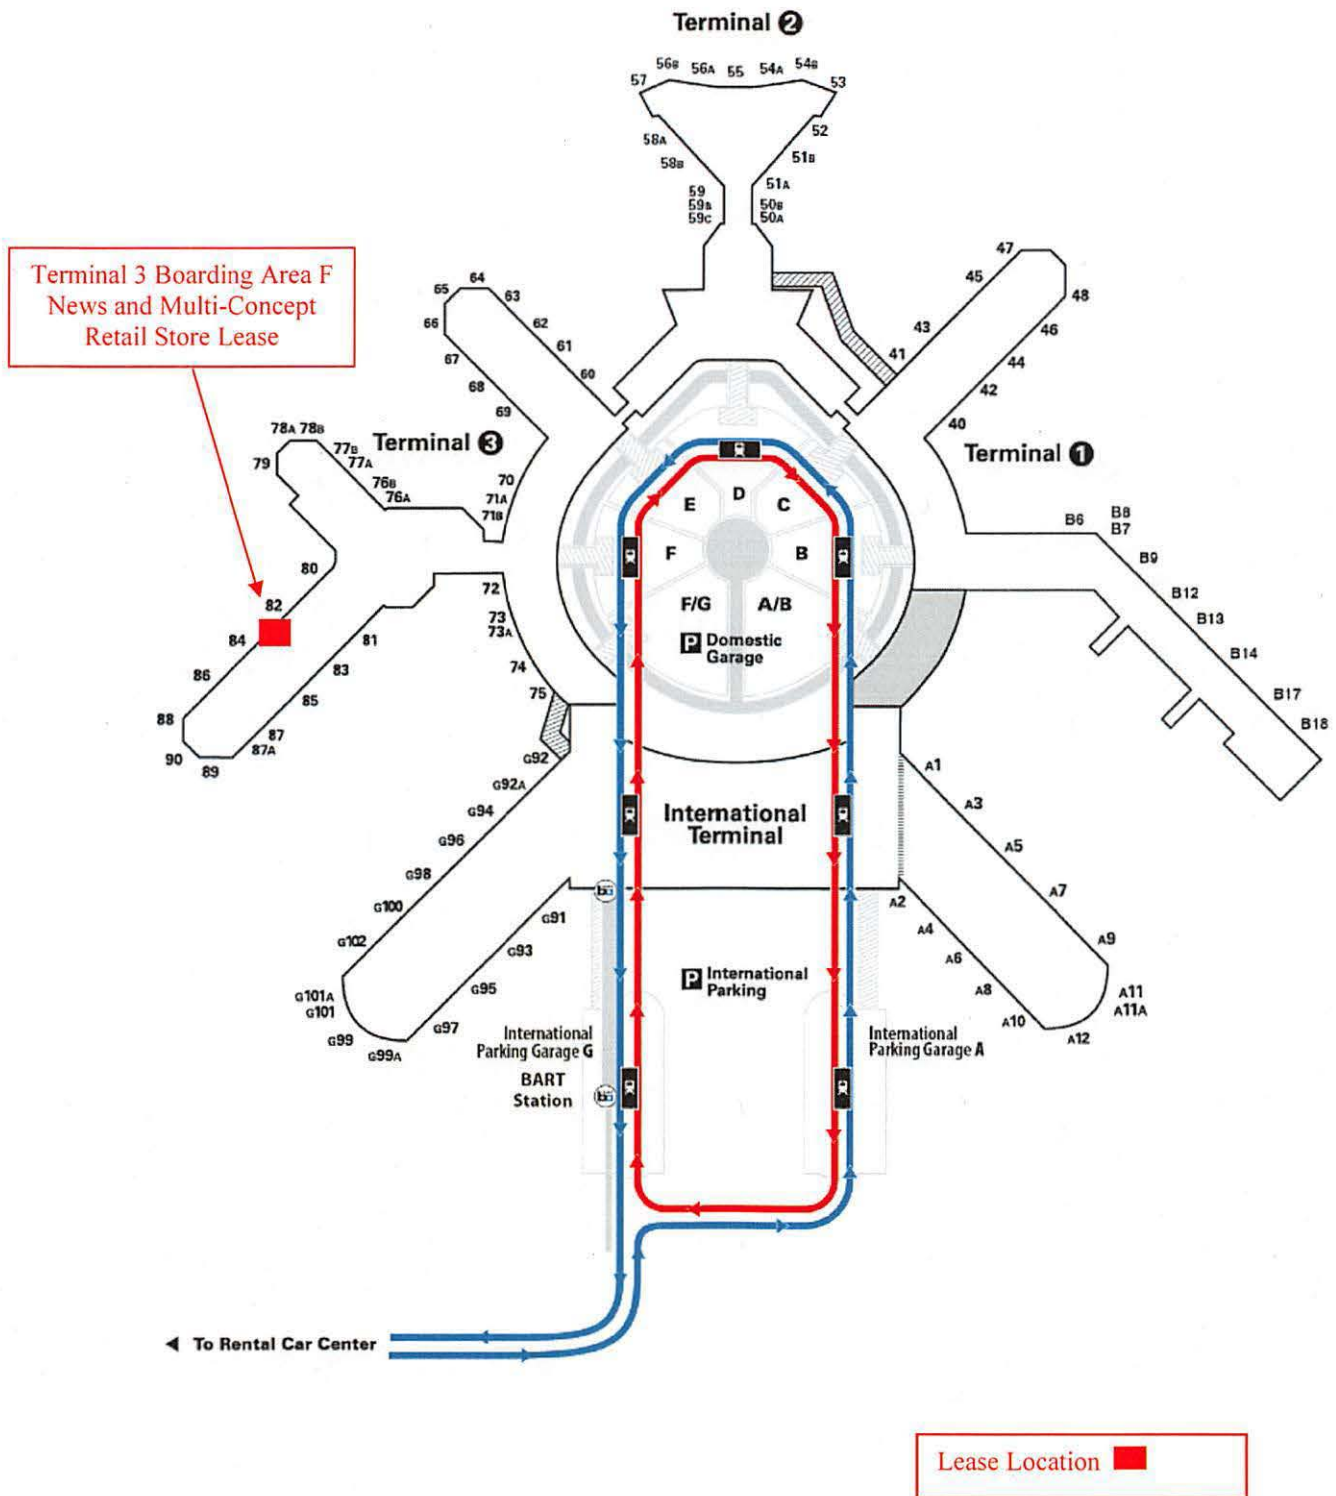 Terminal 2
56B 56A 55 54A 54B
57 53
58A 52
58B 51B
59 51A
59B 50B
59C 50A
Terminal 3 Boarding Area F
News and Multi-Concept
Retail Store Lease
47
45
48
43
46
41
44
42
40
65 64 63
66 62
67 61
68 60
69
Terminal 3
Terminal 1
78A 78B
79 77B
77A
76B
76A
70
71A
71B
80
82
84
86
88
90 89
87A
87
85
83
81
72
73
73A
74
75
B6 B8
B7
B9
B12
B13
B14
B17
B18
E D C
F B
F/G A/B
P Domestic
Garage
G92
G92A
G94
G96
G98
G100
G102
G101A
G101
G99
G99A
G97
G95
G93
G91
International
Terminal
A1
A3
A5
A7
A9
A11
A11A
A12
A10
A8
A6
A4
A2
P International
Parking
International
Parking Garage G
BART
Station
International
Parking Garage A
ba
ba
To Rental Car Center
Lease Location